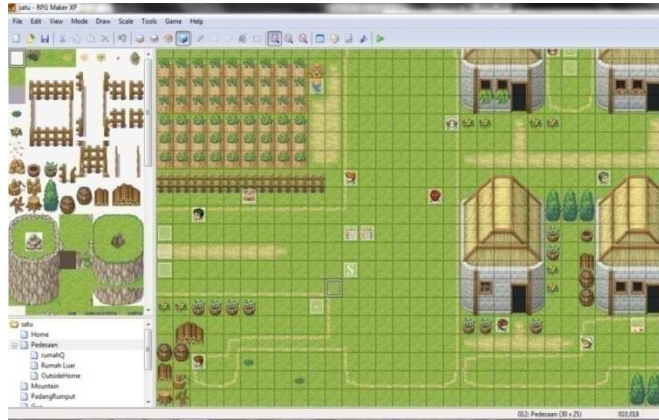 satu - RPG Maker XP
File Edit View Mode Draw Scale Tools Game Help
S
satu
Home
Pedesaan
rumahQ
Rumah Luar
OutsideHome
Mountain
PadangRumput
012: Pedesaan (30 x 25) 010,018